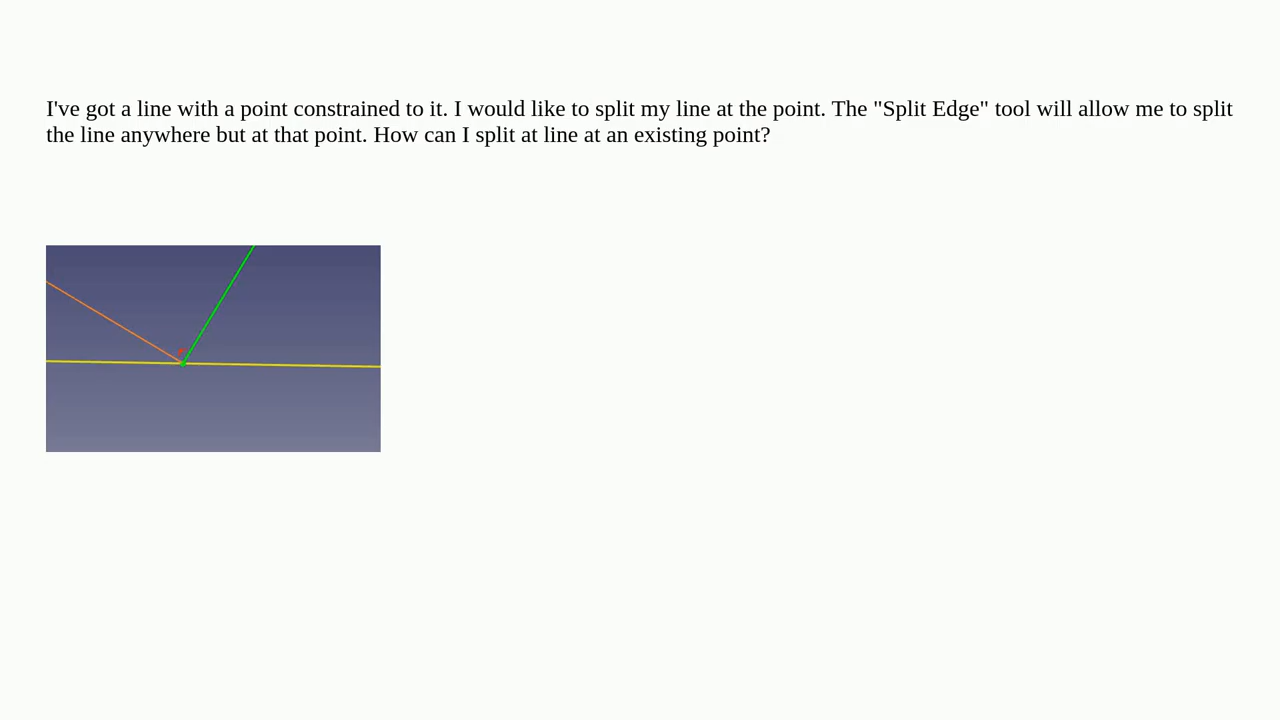 I've got a line with a point constrained to it. I would like to split my line at the point. The "Split Edge" tool will allow me to split
the line anywhere but at that point. How can I split at line at an existing point?